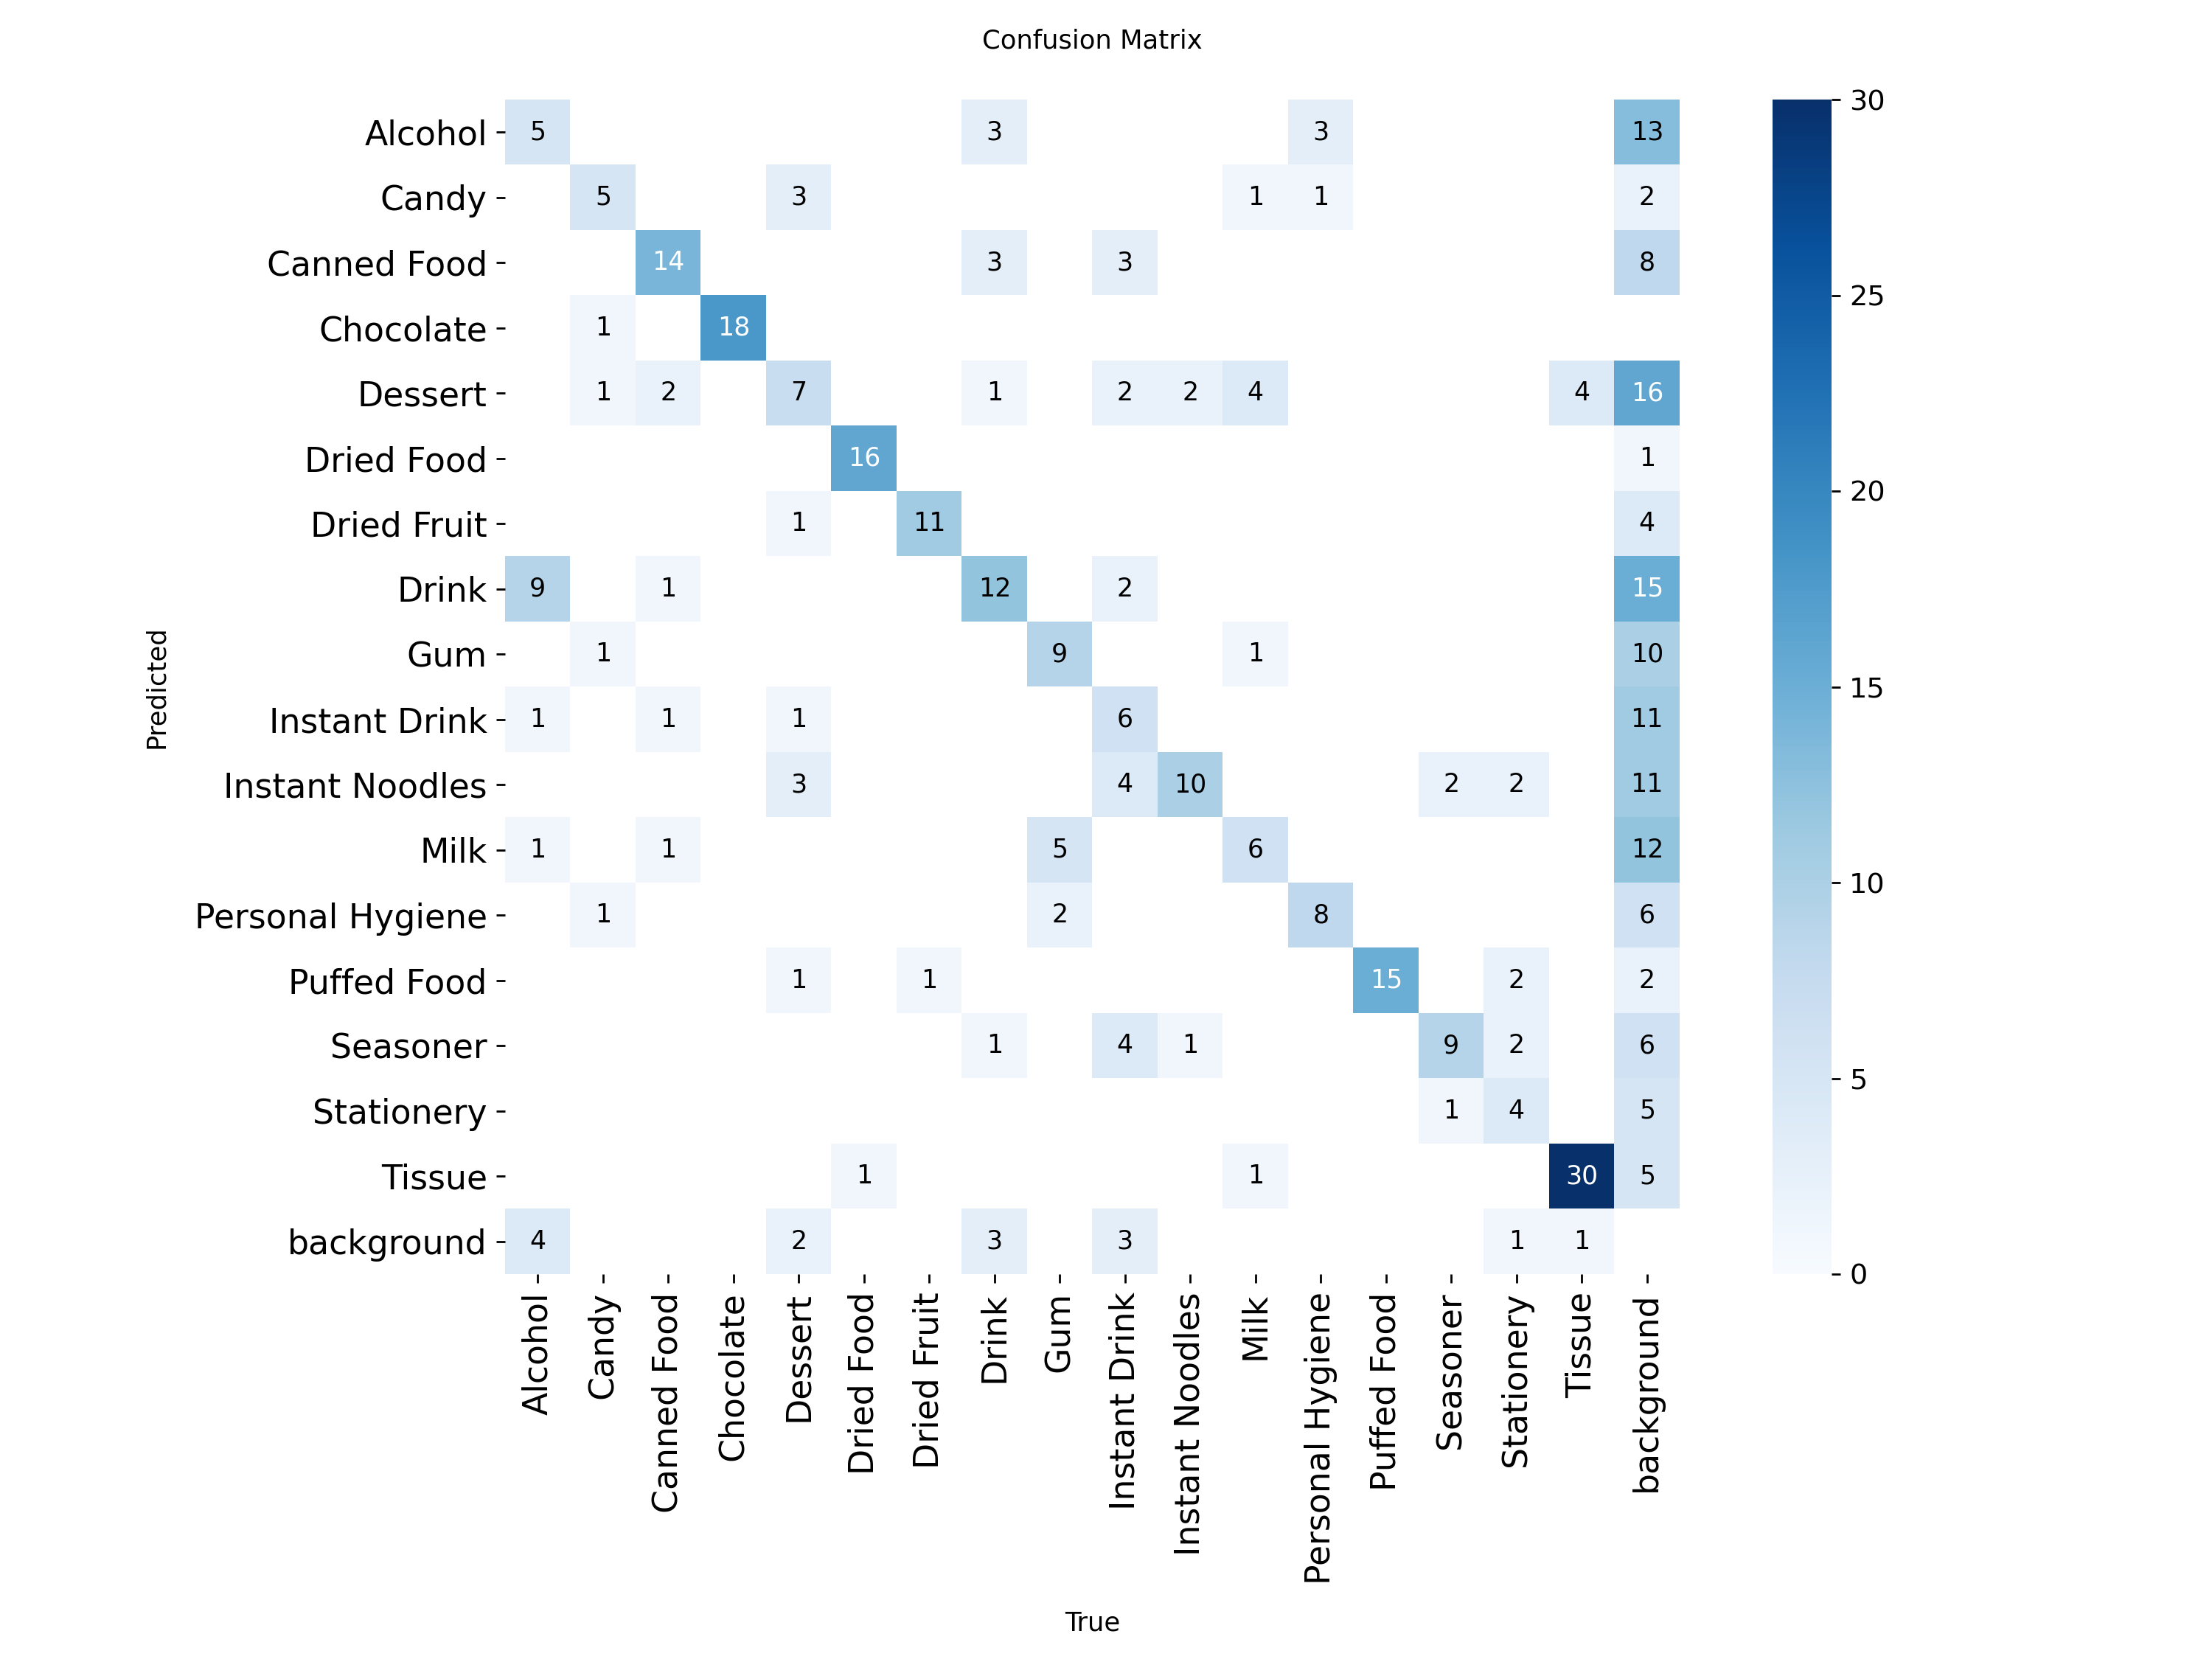 Confusion Matrix
Alcohol 5 3 3 13
Candy 5 3 1 1 2
Canned Food 14 3 3 8
Chocolate 1 18
Dessert 1 2 7 1 2 2 4 4 16
Dried Food 16 1
Dried Fruit 1 11 4
Drink 9 1 12 2 15
Gum 1 9 1 10
Instant Drink 1 1 1 6 11
Instant Noodles 3 4 10 2 2 11
Milk 1 1 5 6 12
Personal Hygiene 1 2 8 6
Puffed Food 1 1 15 2 2
Seasoner 1 4 1 9 2 6
Stationery 1 4 5
Tissue 1 1 30 5
background 4 2 3 3 1 1
Predicted
Alcohol
Candy
Canned Food
Chocolate
Dessert
Dried Food
Dried Fruit
Drink
Gum
Instant Drink
Instant Noodles
Milk
Personal Hygiene
Puffed Food
Seasoner
Stationery
Tissue
background
True
30
25
20
15
10
5
0